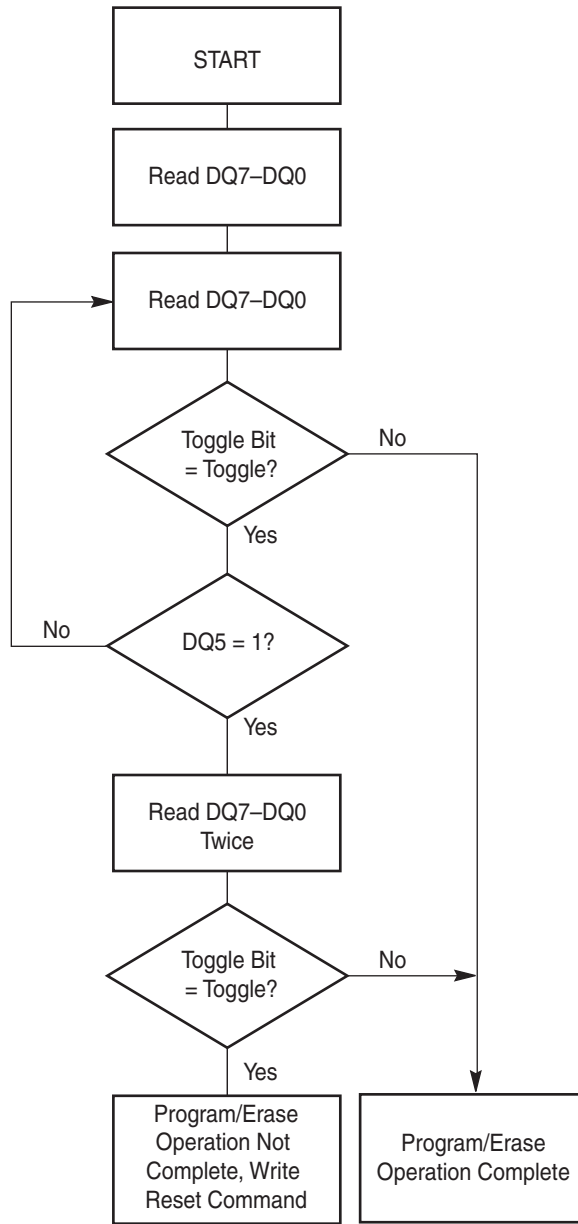 START
Read DQ7–DQ0
Read DQ7–DQ0
Toggle Bit
= Toggle?
No
Yes
No
DQ5 = 1?
Yes
Read DQ7–DQ0
Twice
Toggle Bit
= Toggle?
No
Yes
Program/Erase
Operation Not
Complete, Write
Reset Command
Program/Erase
Operation Complete